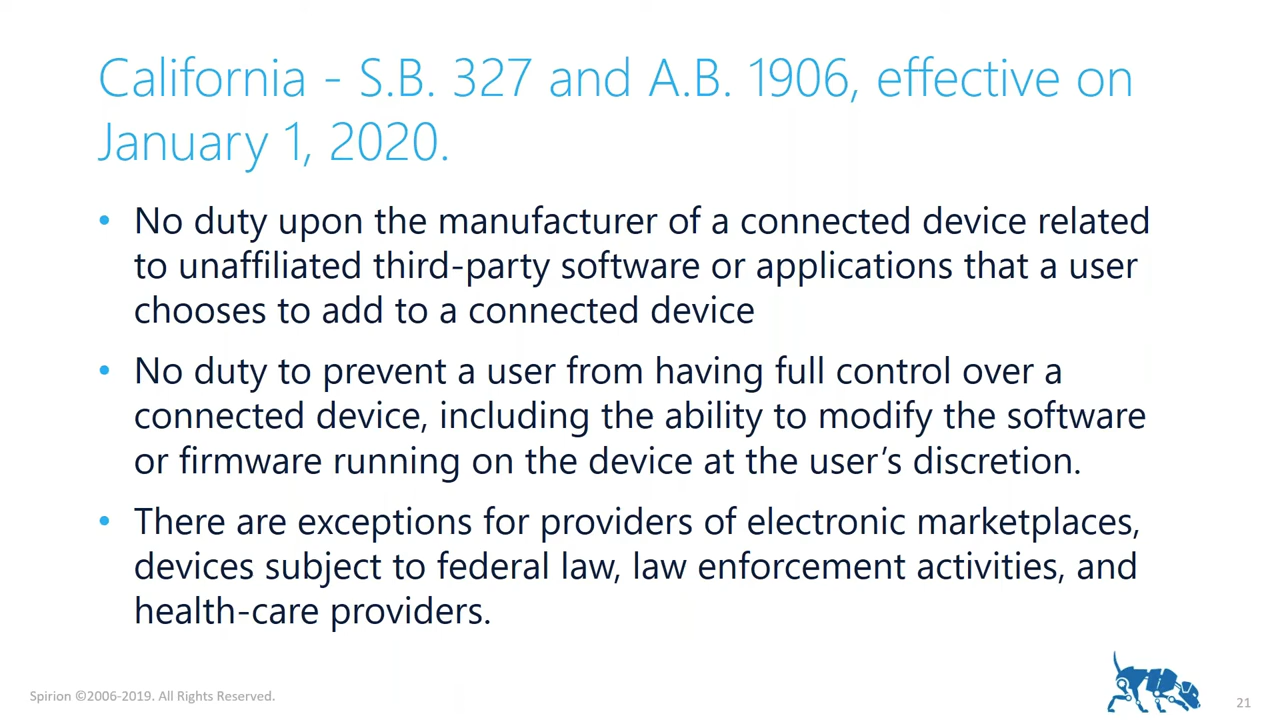 California - S.B. 327 and A.B. 1906, effective on
January 1, 2020.
• No duty upon the manufacturer of a connected device related
to unaffiliated third-party software or applications that a user
chooses to add to a connected device
• No duty to prevent a user from having full control over a
connected device, including the ability to modify the software
or firmware running on the device at the user’s discretion.
• There are exceptions for providers of electronic marketplaces,
devices subject to federal law, law enforcement activities, and
health-care providers.
Spirion ©2006-2019. All Rights Reserved.
21